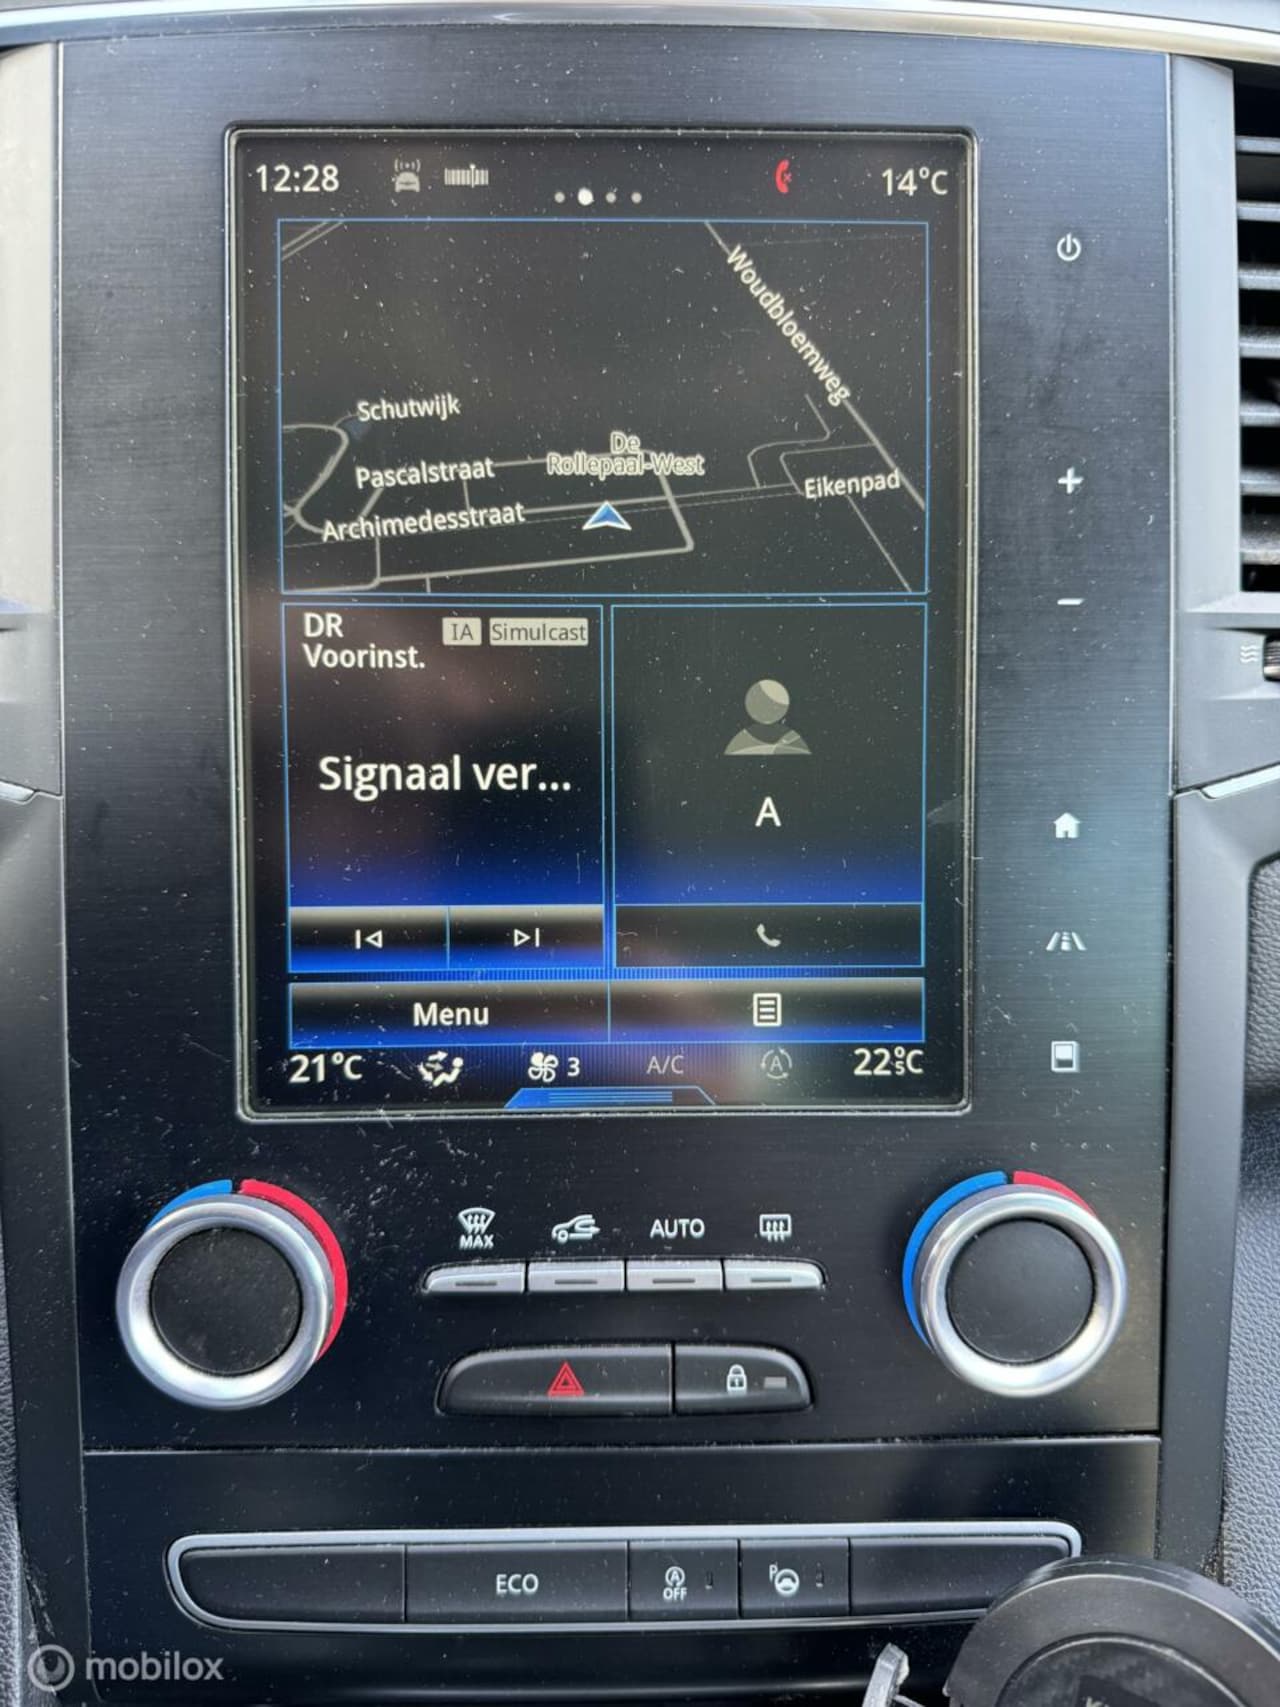 12:28
14°C
Woudbloemweg
Schutwijk
De
Rollepaal-West
Pascalstraat
Eikenpad
Archimedesstraat
DR
Voorinst.
IA
Simulcast
Signaal ver...
A
Menu
21°C
3
A/C
A
22°5C
MAX
AUTO
ECO
A
OFF
P
mobilox